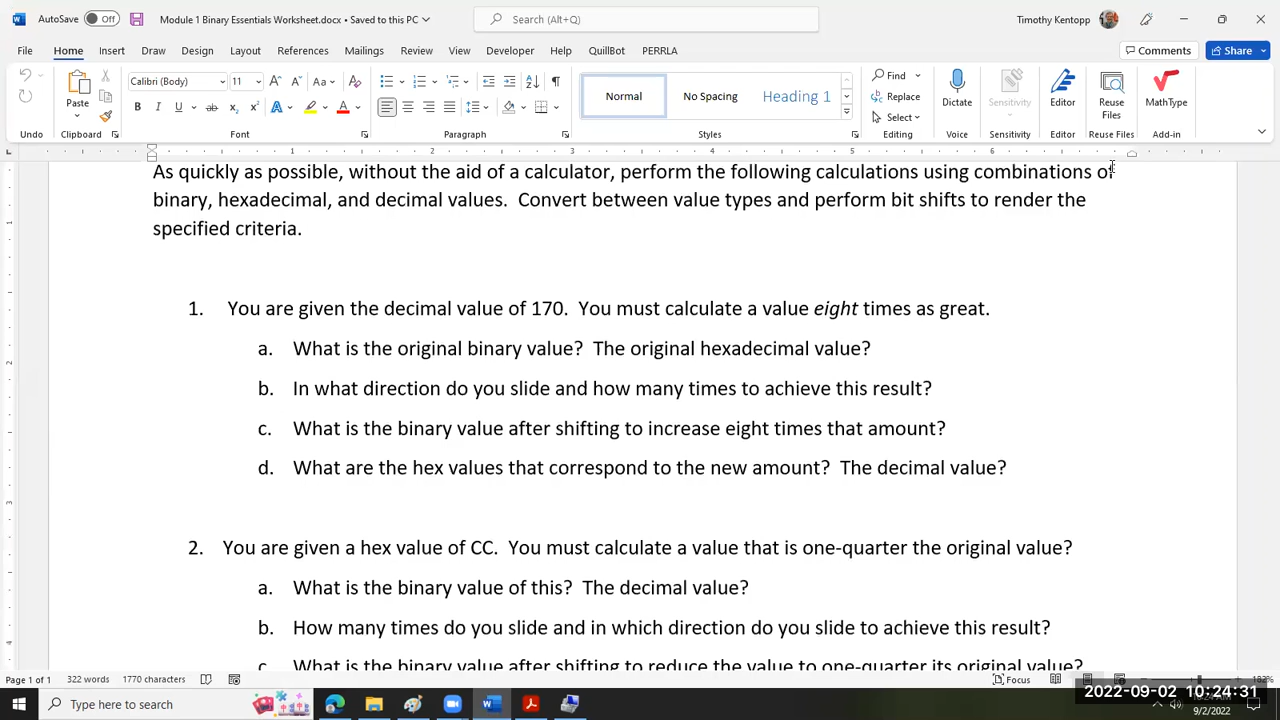 AutoSave Off Module 1 Binary Essentials Worksheet.docx • Saved to this PC Search (Alt+Q) Timothy Kentopp
File Home Insert Draw Design Layout References Mailings Review View Developer Help QuillBot PERRLA Comments Share
Calibri (Body) 11 Aa A
Paste B I U ab x₂ x² A A
Normal No Spacing Heading 1
Find Replace Select
Dictate Sensitivity Editor Reuse Files MathType
Undo Clipboard Font Paragraph Styles Editing Voice Sensitivity Editor Reuse Files Add-in
1 2 3 4 5 6
As quickly as possible, without the aid of a calculator, perform the following calculations using combinations of
binary, hexadecimal, and decimal values. Convert between value types and perform bit shifts to render the
specified criteria.
1. You are given the decimal value of 170. You must calculate a value eight times as great.
a. What is the original binary value? The original hexadecimal value?
b. In what direction do you slide and how many times to achieve this result?
c. What is the binary value after shifting to increase eight times that amount?
d. What are the hex values that correspond to the new amount? The decimal value?
2. You are given a hex value of CC. You must calculate a value that is one-quarter the original value?
a. What is the binary value of this? The decimal value?
b. How many times do you slide and in which direction do you slide to achieve this result?
c. What is the binary value after shifting to reduce the value to one-quarter its original value?
Page 1 of 1 322 words 1770 characters Focus 182%
Type here to search
2022-09-02 10:24:31
9/2/2022